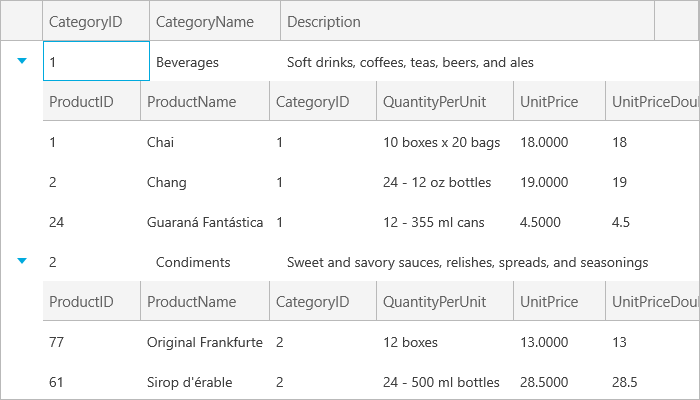 CategoryID CategoryName Description
1 Beverages Soft drinks, coffees, teas, beers, and ales
ProductID ProductName CategoryID QuantityPerUnit UnitPrice UnitPriceDou
1 Chai 1 10 boxes x 20 bags 18.0000 18
2 Chang 1 24 - 12 oz bottles 19.0000 19
24 Guaraná Fantástica 1 12 - 355 ml cans 4.5000 4.5
2 Condiments Sweet and savory sauces, relishes, spreads, and seasonings
ProductID ProductName CategoryID QuantityPerUnit UnitPrice UnitPriceDou
77 Original Frankfurte 2 12 boxes 13.0000 13
61 Sirop d'érable 2 24 - 500 ml bottles 28.5000 28.5